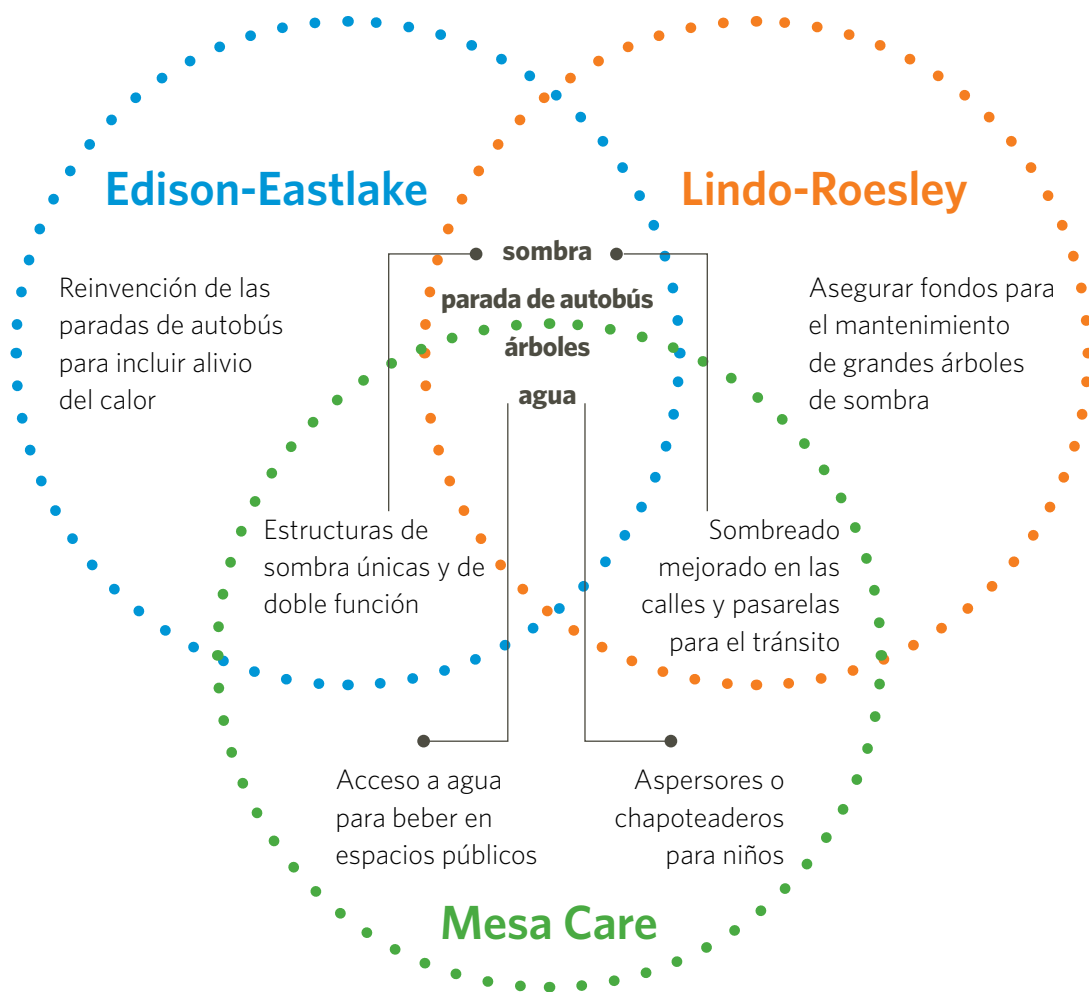 Edison-Eastlake
Lindo-Roesley
sombra
parada de autobús
árboles
agua
Reinvención de las
paradas de autobús
para incluir alivio
del calor
Asegurar fondos para
el mantenimiento
de grandes árboles
de sombra
Estructuras de
sombra únicas y de
doble función
Sombreado
mejorado en las
calles y pasarelas
para el tránsito
Acceso a agua
para beber en
espacios públicos
Aspersores o
chapoteaderos
para niños
Mesa Care